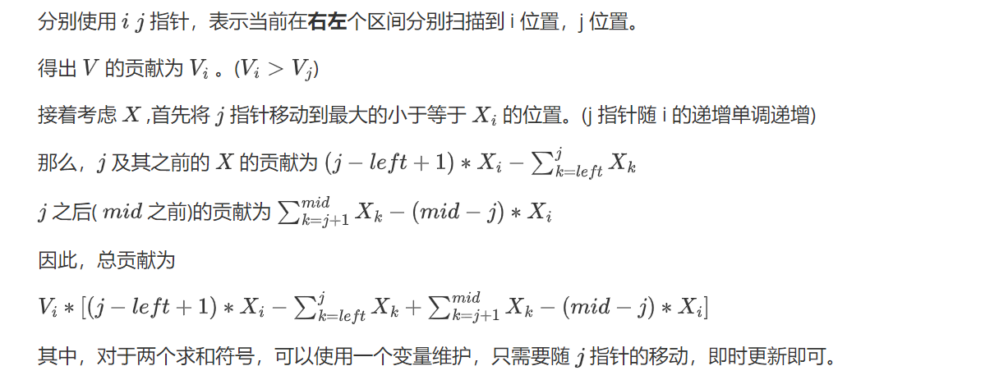 分别使用 i j 指针，表示当前在右左个区间分别扫描到 i 位置，j 位置。
得出 V 的贡献为 V_i 。(V_i > V_j)
接着考虑 X ,首先将 j 指针移动到最大的小于等于 X_i 的位置。(j 指针随 i 的递增单调递增)
那么，j 及其之前的 X 的贡献为 (j − left + 1) ∗ X_i − ∑_{k=left}^{j} X_k
j 之后( mid 之前)的贡献为 ∑_{k=j+1}^{mid} X_k − (mid − j) ∗ X_i
因此，总贡献为
V_i ∗ [(j − left + 1) ∗ X_i − ∑_{k=left}^{j} X_k + ∑_{k=j+1}^{mid} X_k − (mid − j) ∗ X_i]
其中，对于两个求和符号，可以使用一个变量维护，只需要随 j 指针的移动，即时更新即可。